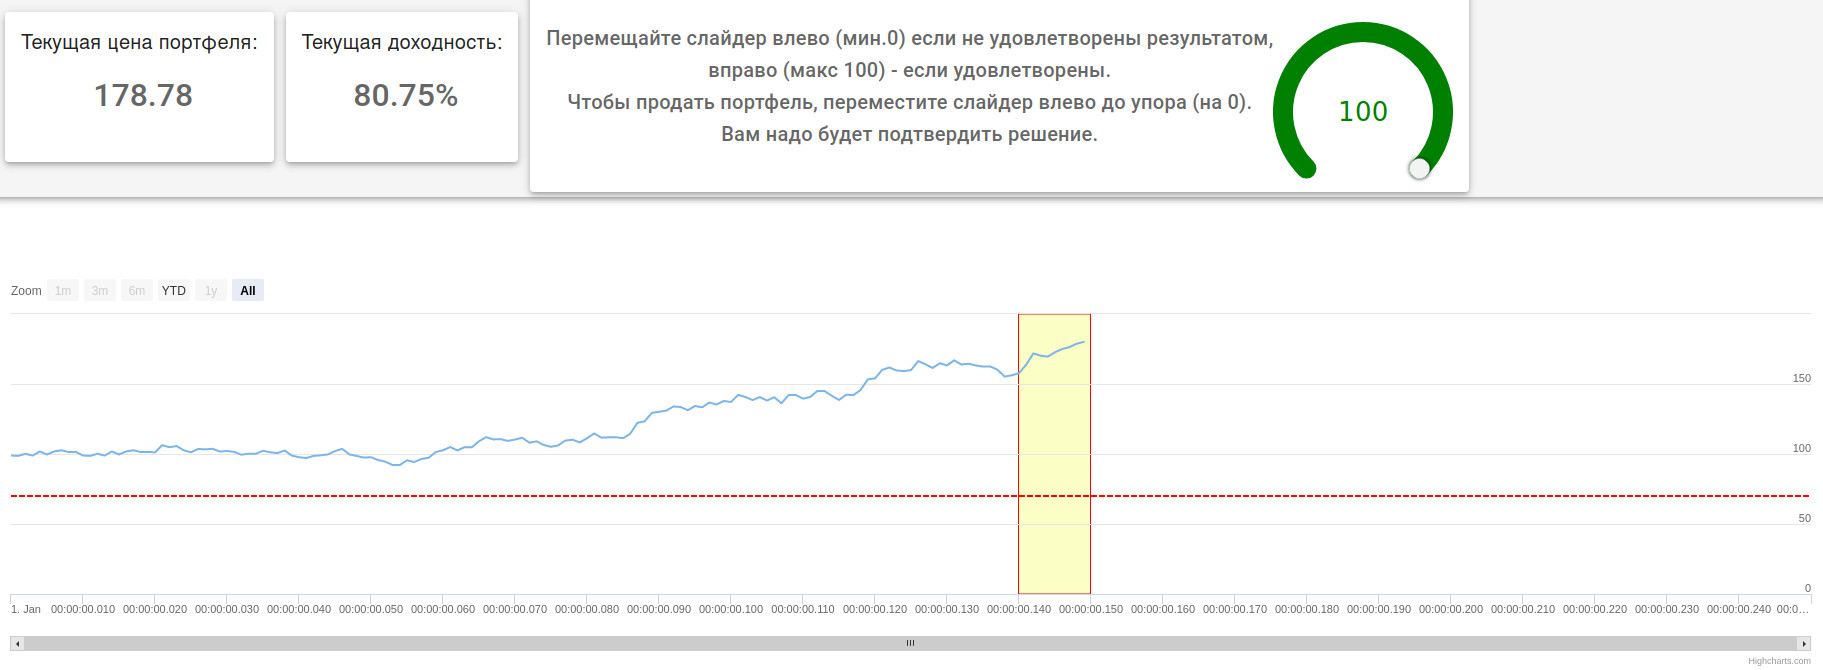 Текущая цена портфеля:
178.78
Текущая доходность:
80.75%
Перемещайте слайдер влево (мин.0) если не удовлетворены результатом,
вправо (макс 100) - если удовлетворены.
Чтобы продать портфель, переместите слайдер влево до упора (на 0).
Вам надо будет подтвердить решение.
100
Zoom 1m 3m 6m YTD 1y All
150
100
50
0
1. Jan 00:00:00.010 00:00:00.020 00:00:00.030 00:00:00.040 00:00:00.050 00:00:00.060 00:00:00.070 00:00:00.080 00:00:00.090 00:00:00.100 00:00:00.110 00:00:00.120 00:00:00.130 00:00:00.140 00:00:00.150 00:00:00.160 00:00:00.170 00:00:00.180 00:00:00.190 00:00:00.200 00:00:00.210 00:00:00.220 00:00:00.230 00:00:00.240 00:0…
Highcharts.com